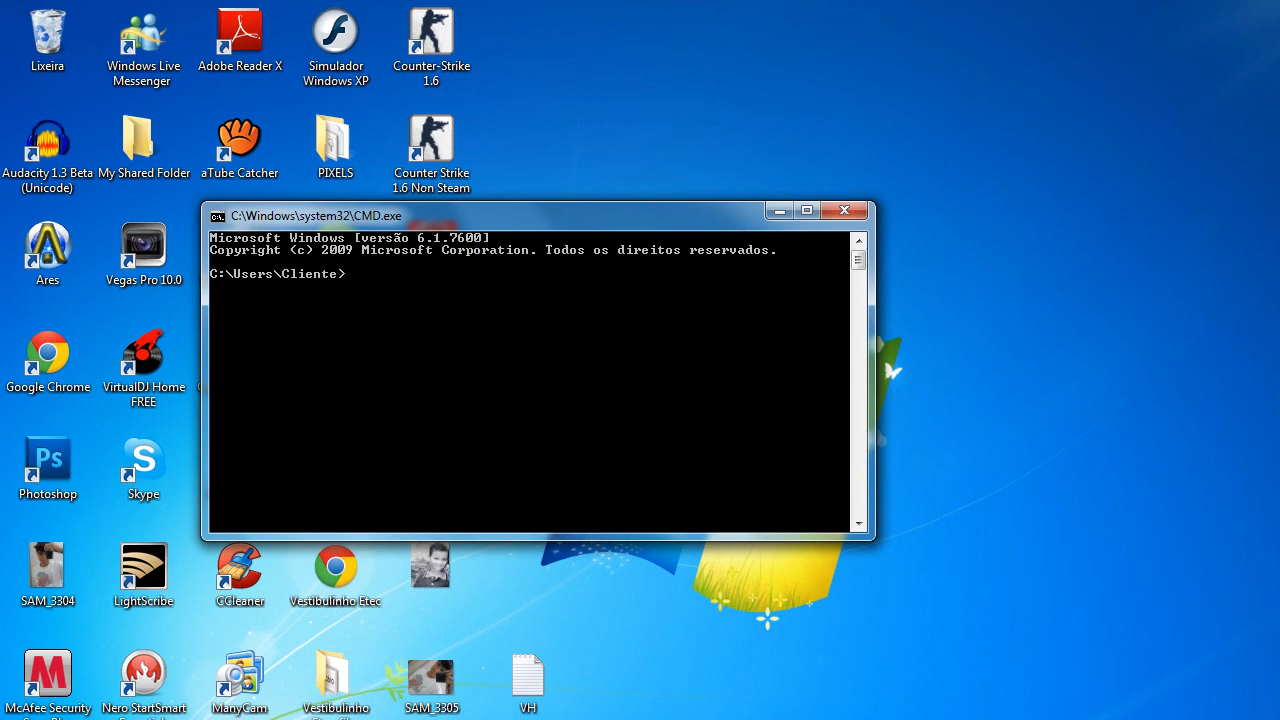 Lixeira
Windows Live
Messenger
Adobe Reader X
Simulador
Windows XP
Counter-Strike
1.6
Audacity 1.3 Beta
(Unicode)
My Shared Folder
aTube Catcher
PIXELS
Counter Strike
1.6 Non Steam
C:\Windows\system32\CMD.exe
Microsoft Windows [versão 6.1.7600]
Copyright (c) 2009 Microsoft Corporation. Todos os direitos reservados.
C:\Users\Cliente>
Ares
Vegas Pro 10.0
Google Chrome
VirtualDJ Home
FREE
Ps
Photoshop
Skype
SAM_3304
LightScribe
CCleaner
Vestibulinho Etec
McAfee Security
Nero StartSmart
ManyCam
Vestibulinho
SAM_3305
VH